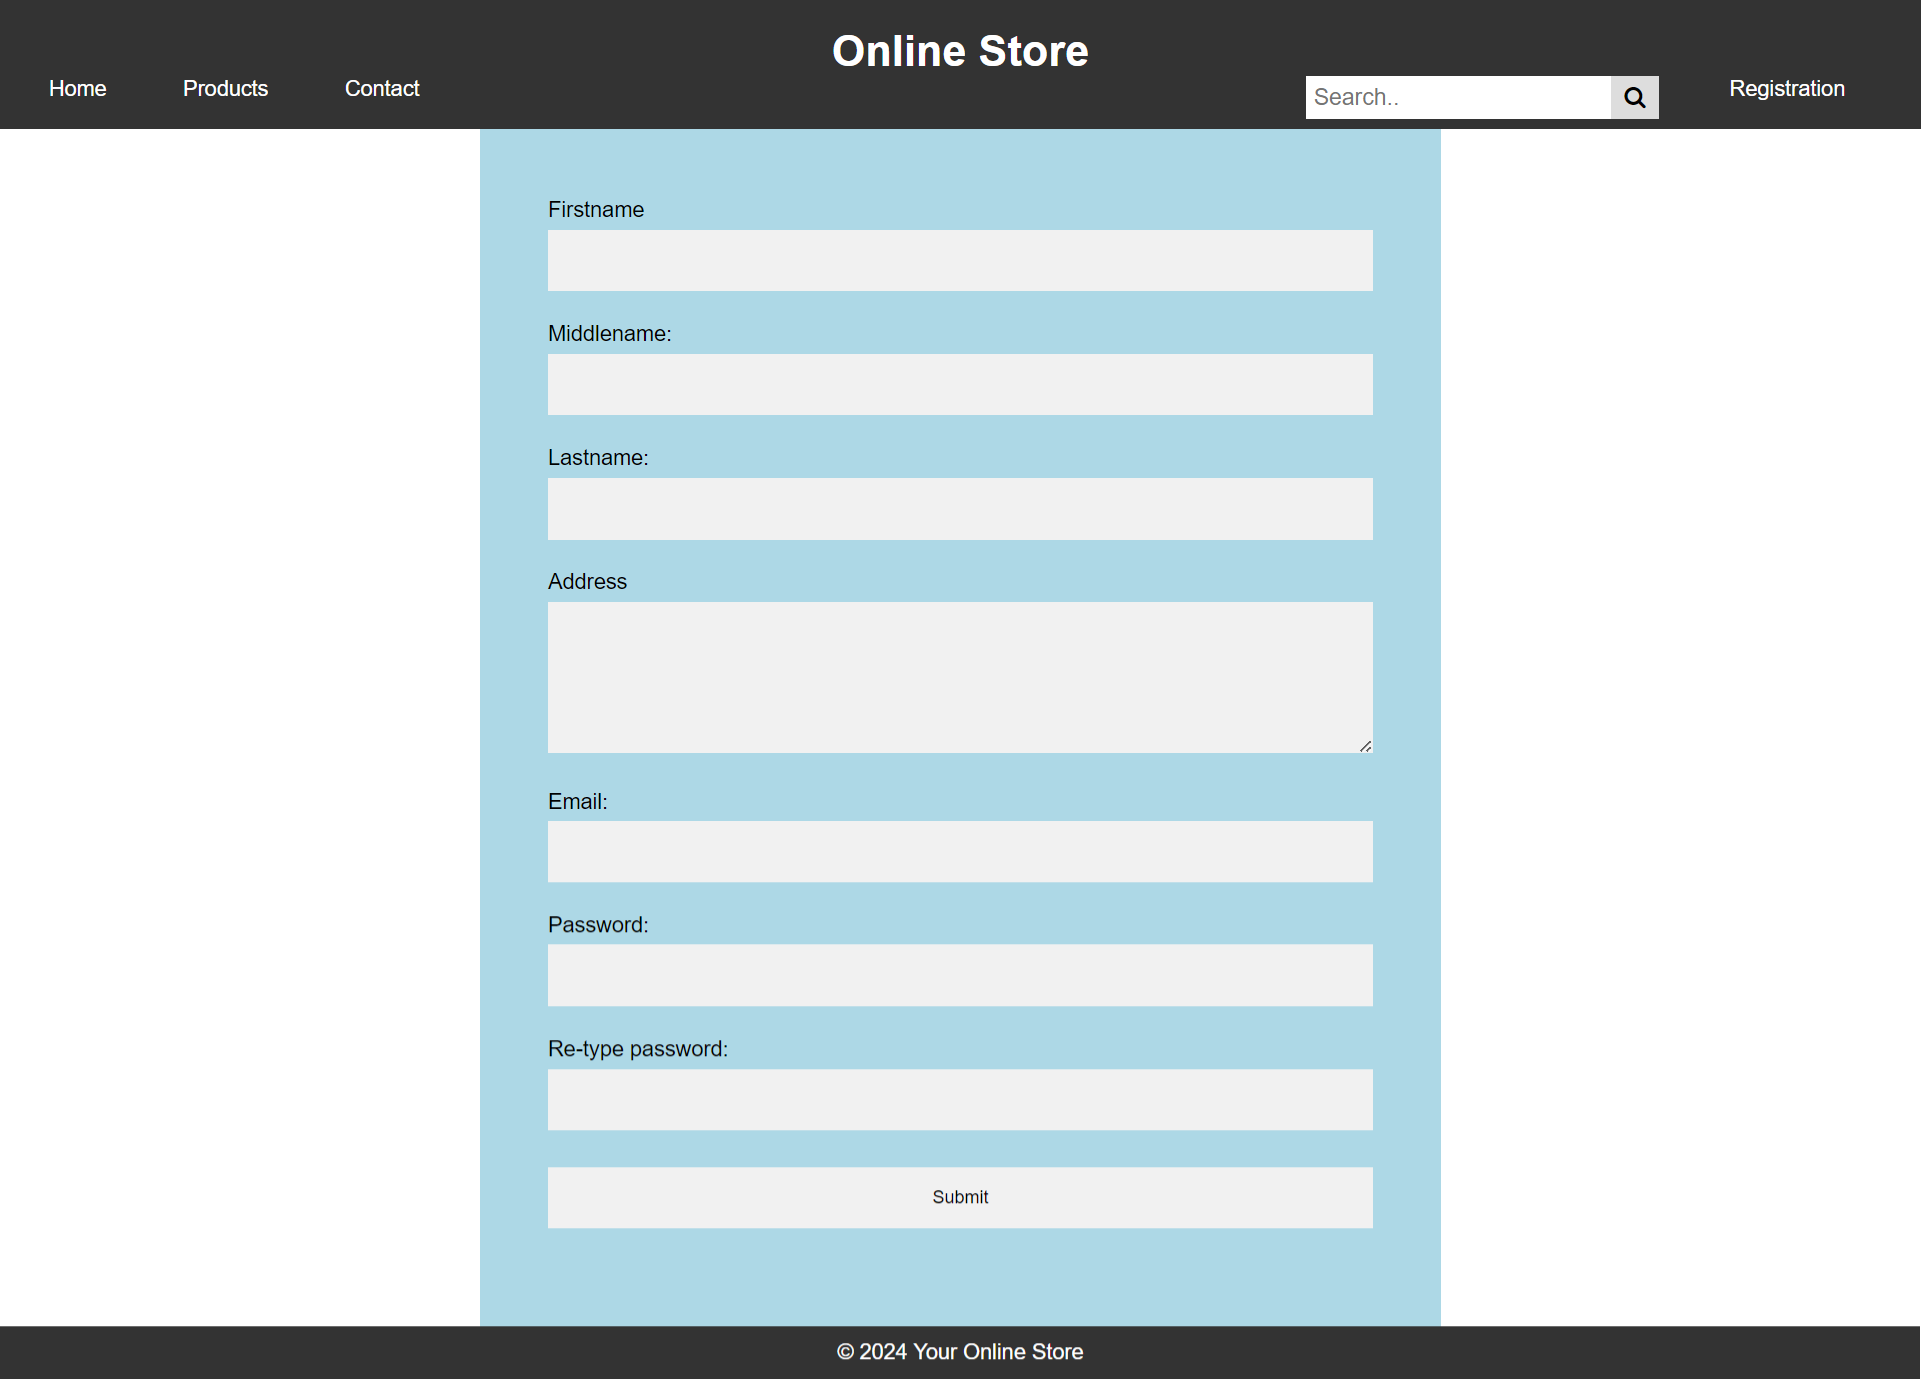 Online Store
Home Products Contact Search.. Registration
Firstname
Middlename:
Lastname:
Address
Email:
Password:
Re-type password:
Submit
© 2024 Your Online Store